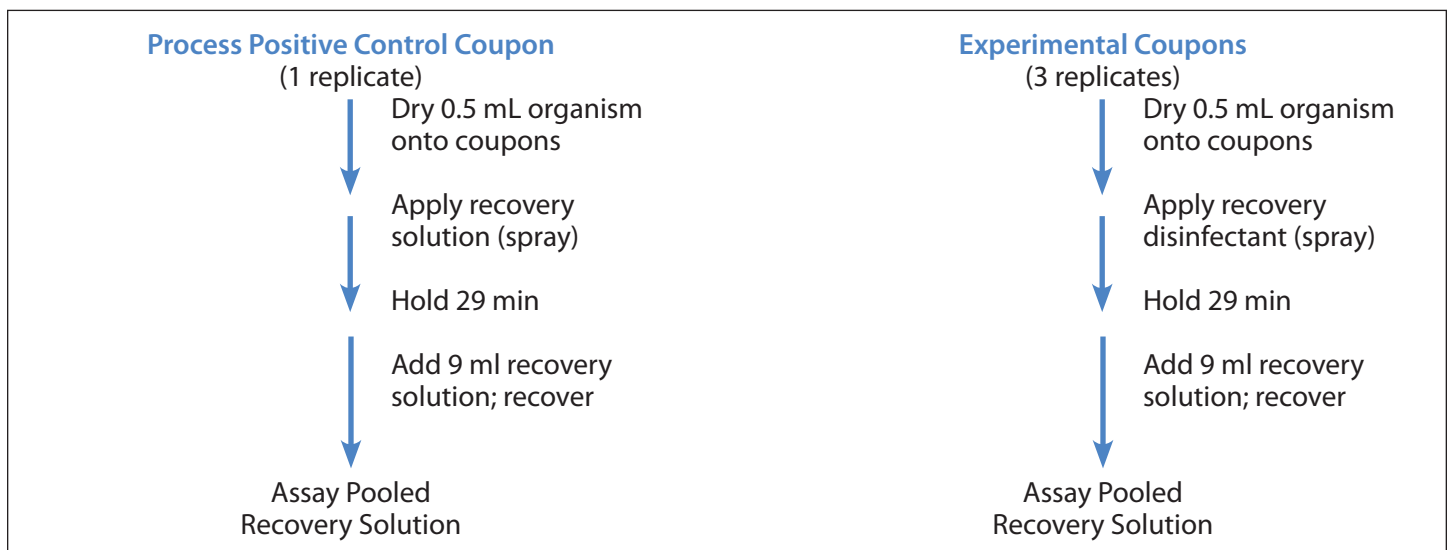 Process Positive Control Coupon
(1 replicate)
Dry 0.5 mL organism
onto coupons
Apply recovery
solution (spray)
Hold 29 min
Add 9 ml recovery
solution; recover
Assay Pooled
Recovery Solution
Experimental Coupons
(3 replicates)
Dry 0.5 mL organism
onto coupons
Apply recovery
disinfectant (spray)
Hold 29 min
Add 9 ml recovery
solution; recover
Assay Pooled
Recovery Solution